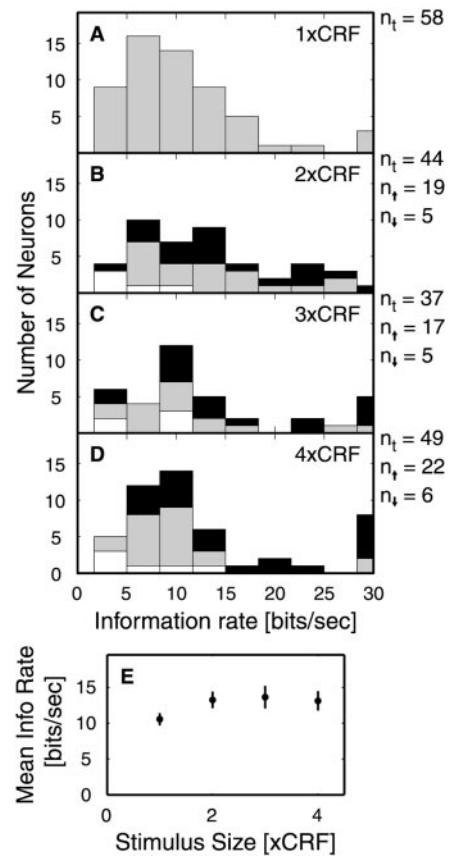 A 1xCRF n_t = 58
15
10
5
B 2xCRF n_t = 44
n_↑ = 19
n_↓ = 5
15
10
5
C 3xCRF n_t = 37
n_↑ = 17
n_↓ = 5
15
10
5
D 4xCRF n_t = 49
n_↑ = 22
n_↓ = 6
15
10
5
0
Number of Neurons
0 5 10 15 20 25 30
Information rate [bits/sec]
E
15
10
5
0
Mean Info Rate
[bits/sec]
0 2 4
Stimulus Size [xCRF]